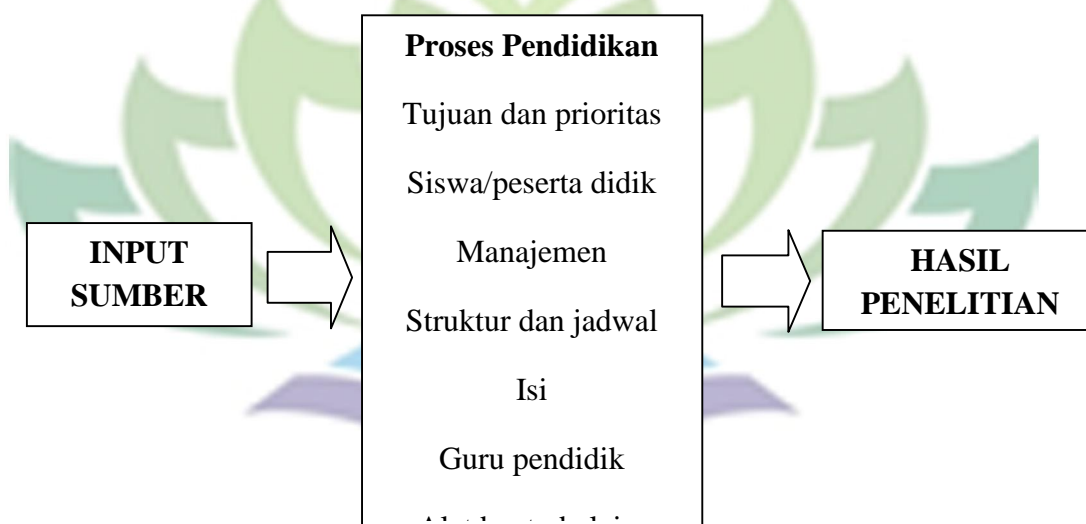 Proses Pendidikan
Tujuan dan prioritas
Siswa/peserta didik
Manajemen
Struktur dan jadwal
Isi
Guru pendidik
INPUT
SUMBER
HASIL
PENELITIAN